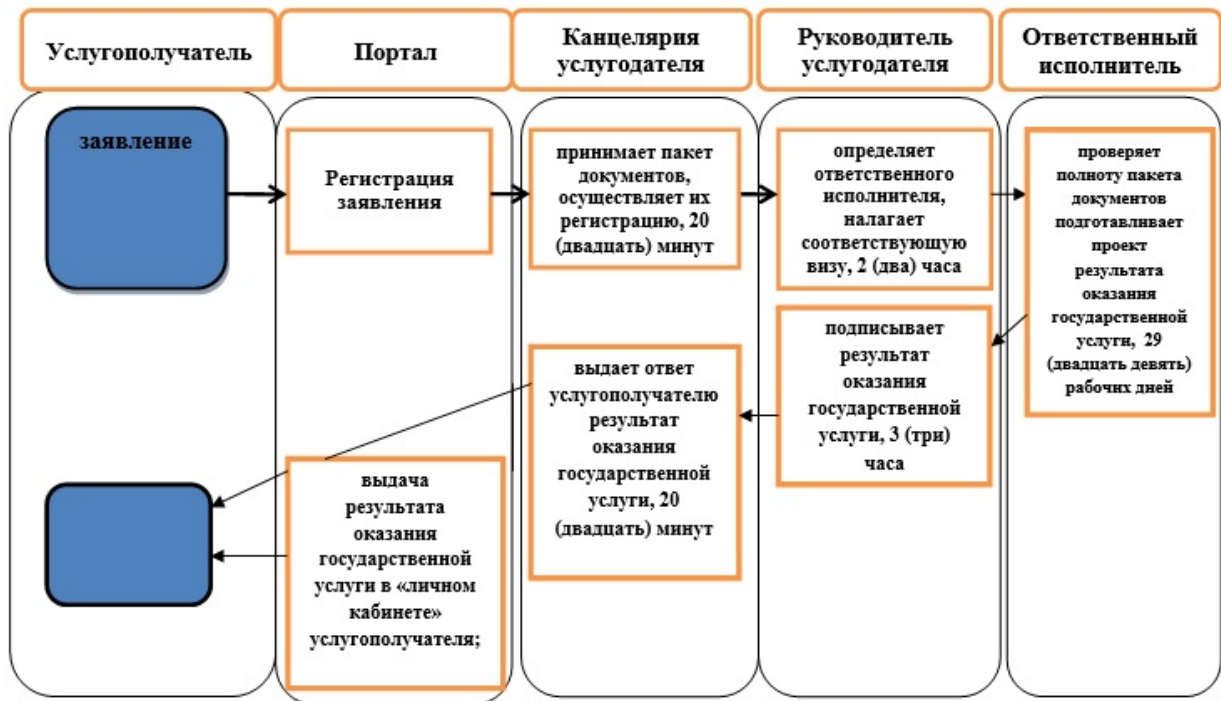 Услугополучатель
Портал
Канцелярия
услугодателя
Руководитель
услугодателя
Ответственный
исполнитель
заявление
Регистрация
заявления
принимает пакет
документов,
осуществляет их
регистрацию, 20
(двадцать) минут
определяет
ответственного
исполнителя,
налагает
соответствующую
визу, 2 (два) часа
проверяет
полноту пакета
документов
подготавливает
проект
результата
оказания
государственной
услуги, 29
(двадцать девять)
рабочих дней
подписывает
результат
оказания
государственной
услуги, 3 (три)
часа
выдает ответ
услугополучателю
результат
оказания
государственной
услуги, 20
(двадцать) минут
выдача
результата
оказания
государственной
услуги в «личном
кабинете»
услугополучателя;